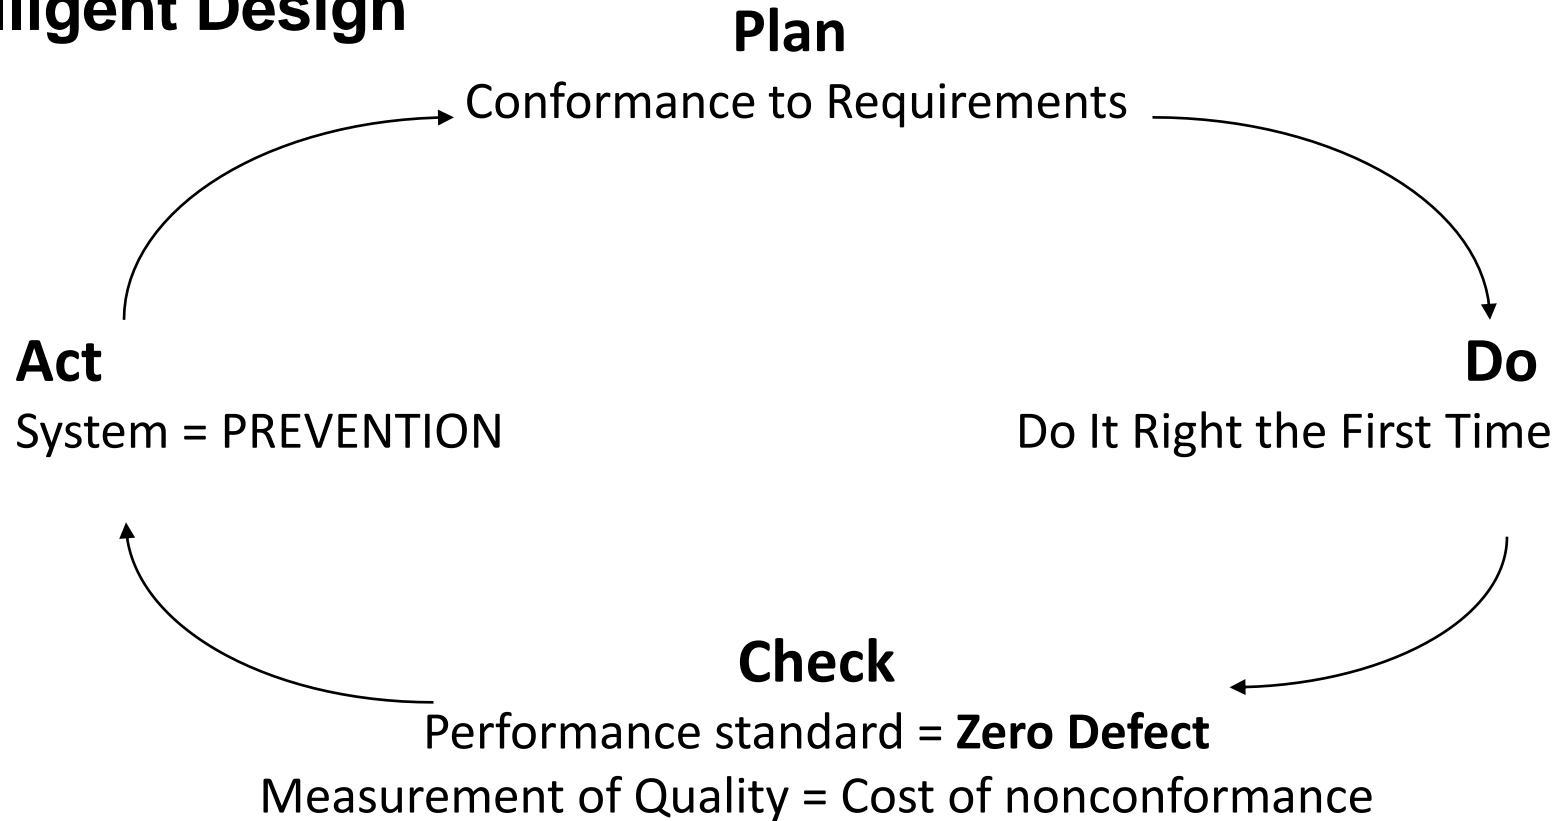 Design
Plan
Conformance to Requirements
Act
System = PREVENTION
Do
Do It Right the First Time
Check
Performance standard = Zero Defect
Measurement of Quality = Cost of nonconformance